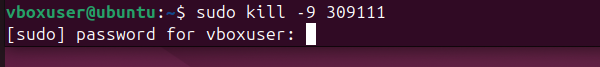 vboxuser@ubuntu:~$ sudo kill -9 309111
[sudo] password for vboxuser: